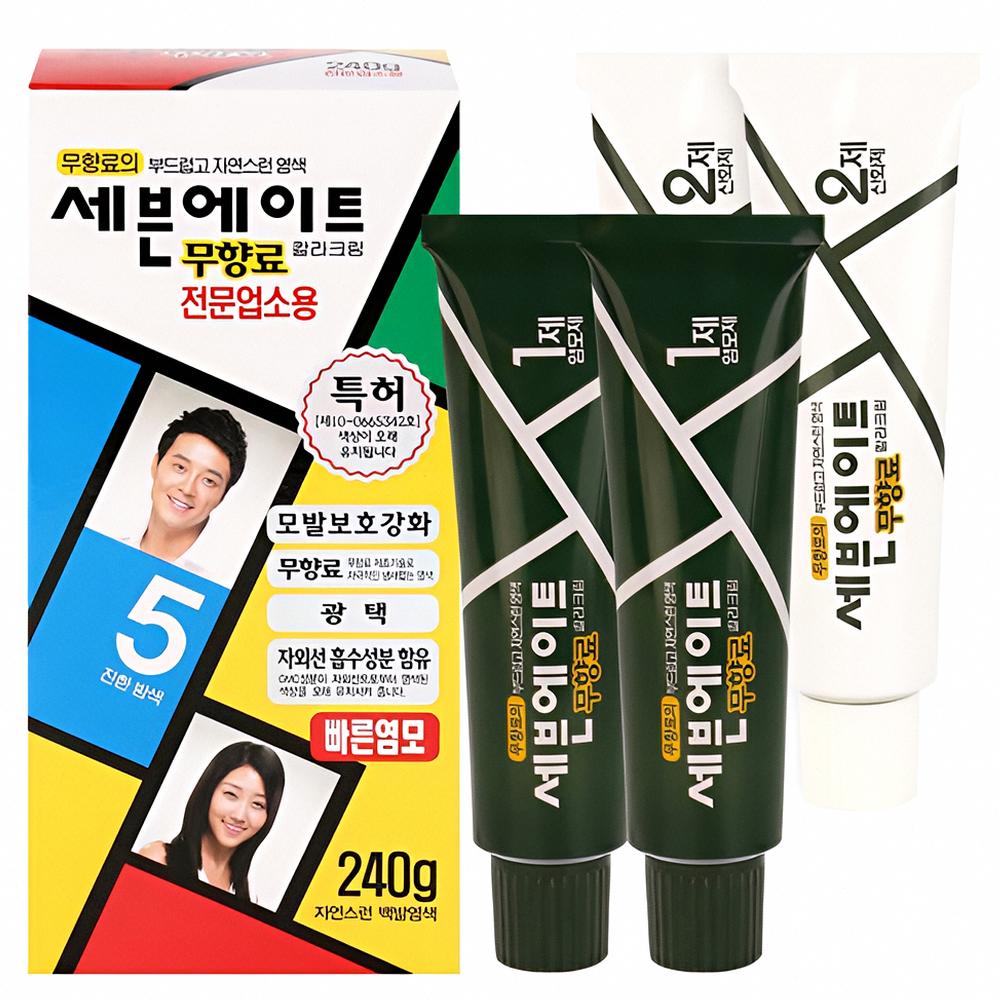 240g
무향료의 부드럽고 자연스런 염색
세븐에이트
무향료 칼라크림
전문업소용
특허
[제10-0665342호]
색상이 오래
유지됩니다
모발보호강화
무향료
광택
자외선 흡수성분 함유
빠른염모
5
진한 밤색
240g
자연스런 백발염색
1제
염모제
무향료의 부드럽고 자연스런 염색
세븐에이트
무향료 칼라크림
1제
염모제
무향료의 부드럽고 자연스런 염색
세븐에이트
무향료 칼라크림
2제
산화제
2제
산화제
무향료의 부드럽고 자연스런 염색
세븐에이트
무향료 칼라크림